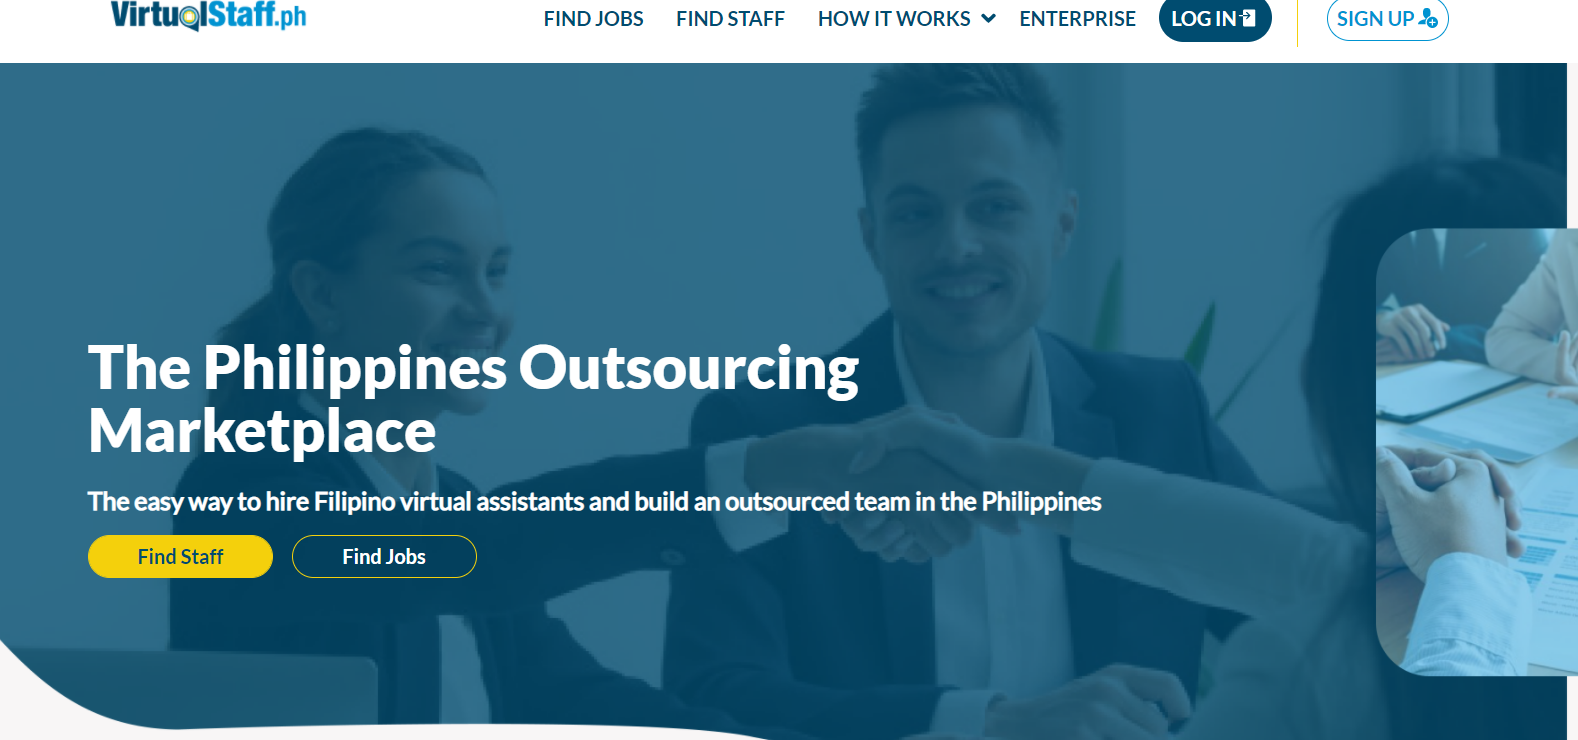 VirtualStaff.ph
FIND JOBS
FIND STAFF
HOW IT WORKS
ENTERPRISE
LOG IN
SIGN UP
The Philippines Outsourcing
Marketplace
The easy way to hire Filipino virtual assistants and build an outsourced team in the Philippines
Find Staff
Find Jobs